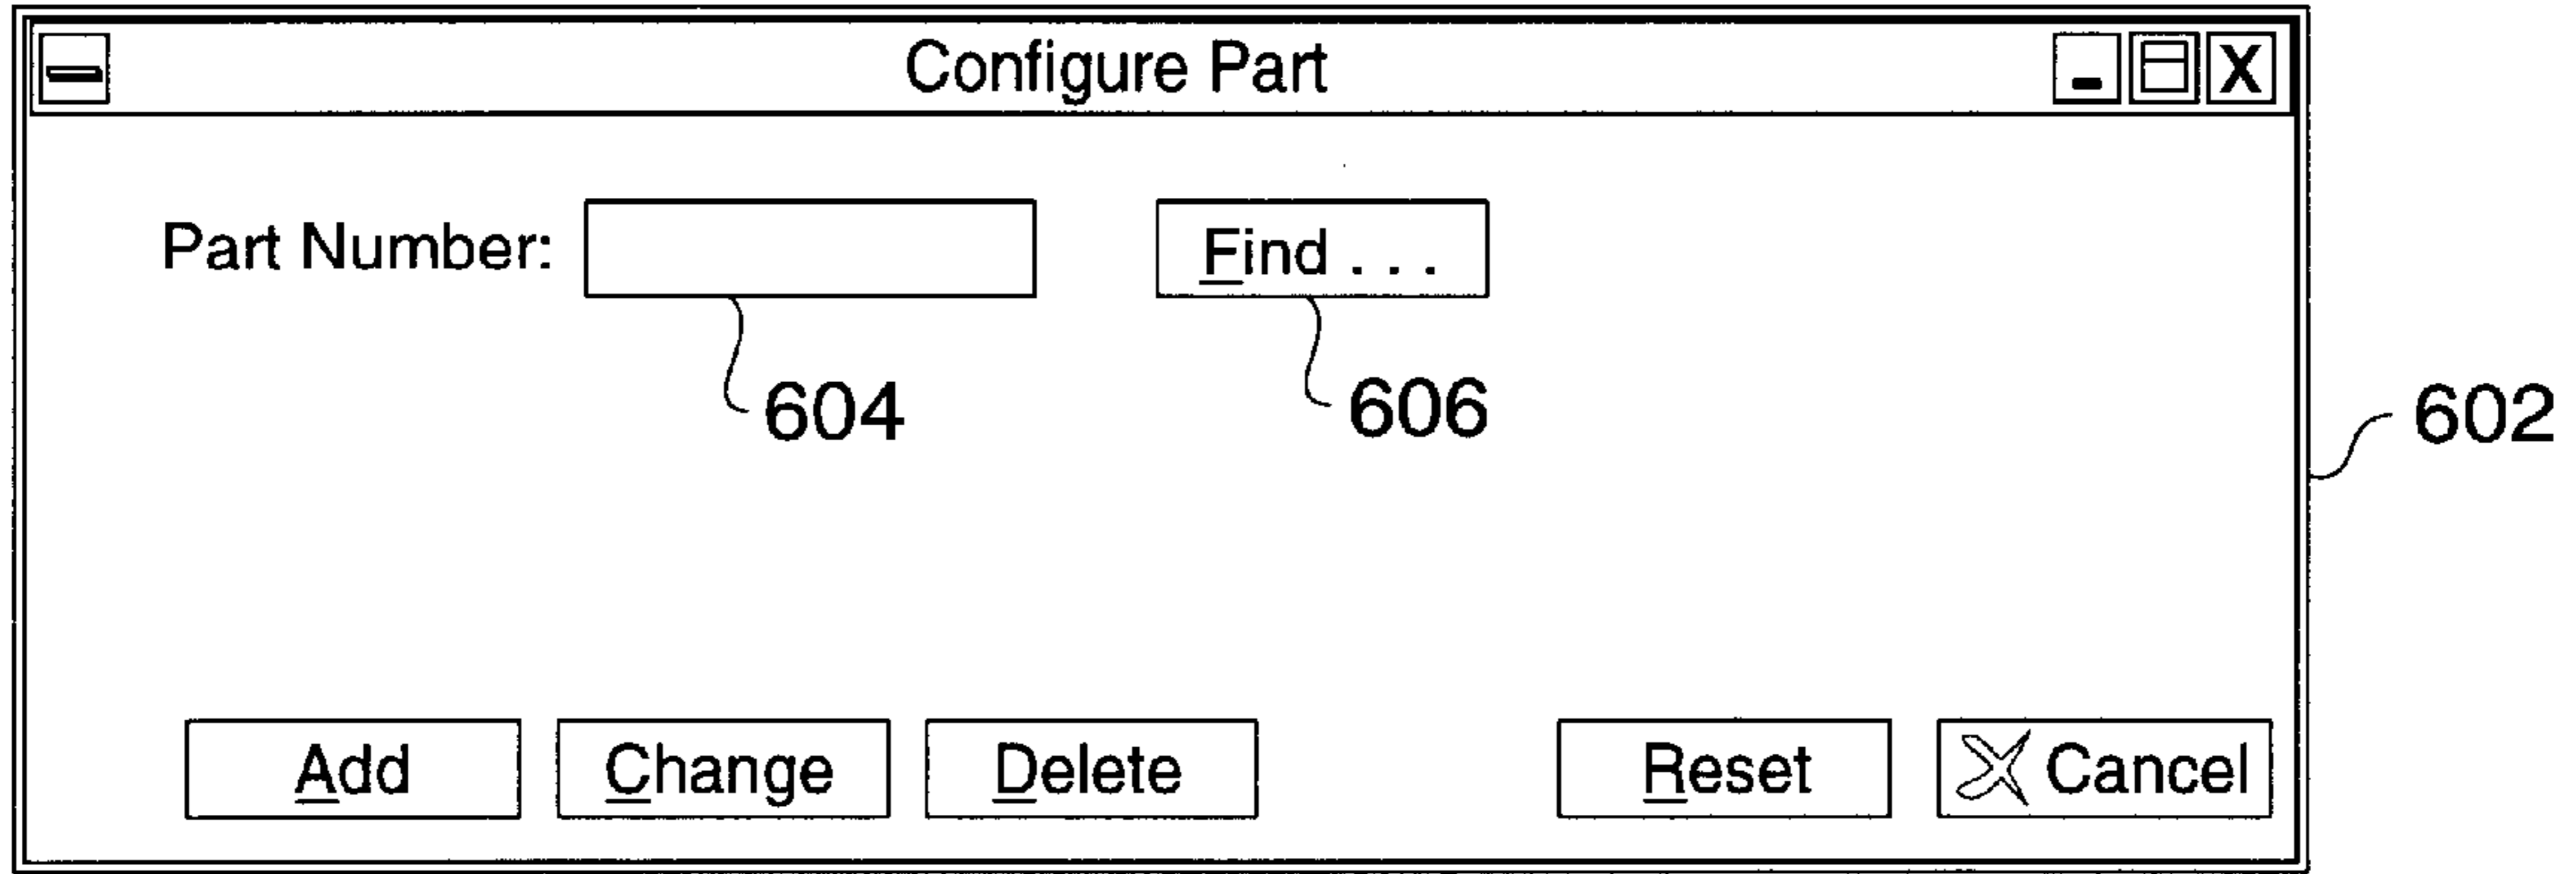 Configure Part
Part Number: Find . . .
604 606
602
Add Change Delete Reset Cancel